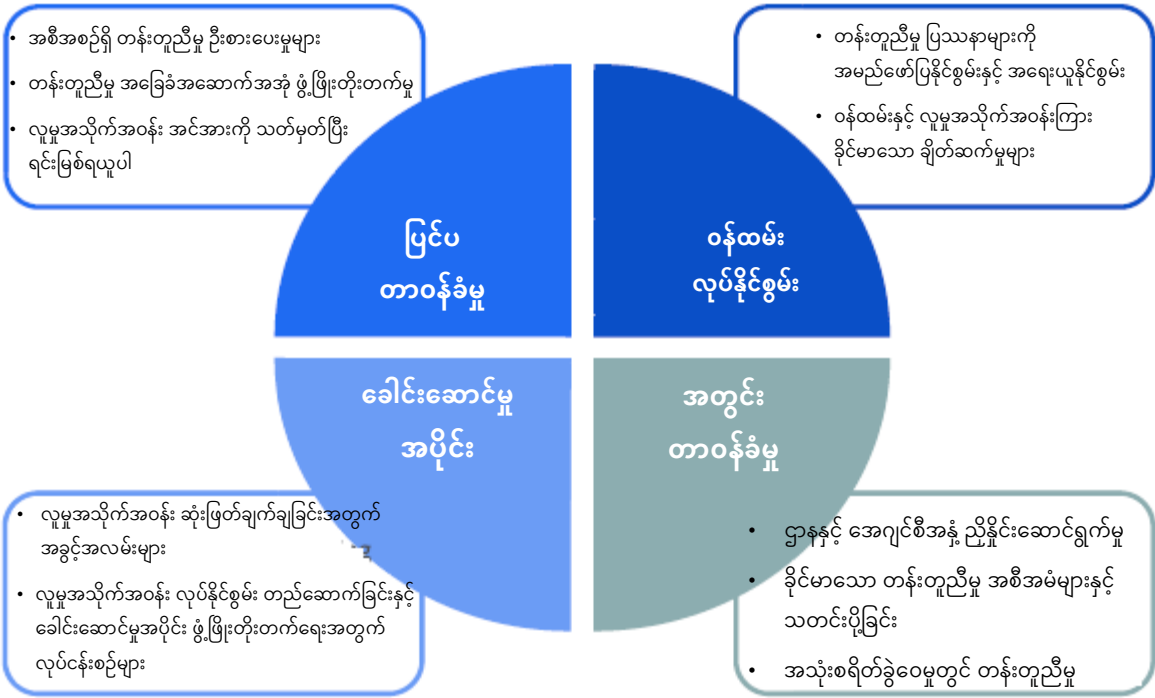 • အစီအစဉ်ရှိ တန်းတူညီမှု ဦးစားပေးမှုများ
• တန်းတူညီမှု အခြေခံအဆောက်အအုံ ဖွံ့ဖြိုးတိုးတက်မှု
• လူမှုအသိုက်အဝန်း အင်အားကို သတ်မှတ်ပြီး
ရင်းမြစ်ရယူပါ
• တန်းတူညီမှု ပြဿနာများကို
အမည်ဖော်ပြနိုင်စွမ်းနှင့် အရေးယူနိုင်စွမ်း
• ဝန်ထမ်းနှင့် လူမှုအသိုက်အဝန်းကြား
ခိုင်မာသော ချိတ်ဆက်မှုများ
ပြင်ပ
တာဝန်ခံမှု
ဝန်ထမ်း
လုပ်နိုင်စွမ်း
ခေါင်းဆောင်မှု
အပိုင်း
အတွင်း
တာဝန်ခံမှု
• လူမှုအသိုက်အဝန်း ဆုံးဖြတ်ချက်ချခြင်းအတွက်
အခွင့်အလမ်းများ
• လူမှုအသိုက်အဝန်း လုပ်နိုင်စွမ်း တည်ဆောက်ခြင်းနှင့်
ခေါင်းဆောင်မှုအပိုင်း ဖွံ့ဖြိုးတိုးတက်ရေးအတွက်
လုပ်ငန်းစဉ်များ
• ဌာနနှင့် အေဂျင်စီအနှံ့ ညှိနှိုင်းဆောင်ရွက်မှု
• ခိုင်မာသော တန်းတူညီမှု အစီအမံများနှင့်
သတင်းပို့ခြင်း
• အသုံးစရိတ်ခွဲဝေမှုတွင် တန်းတူညီမှု